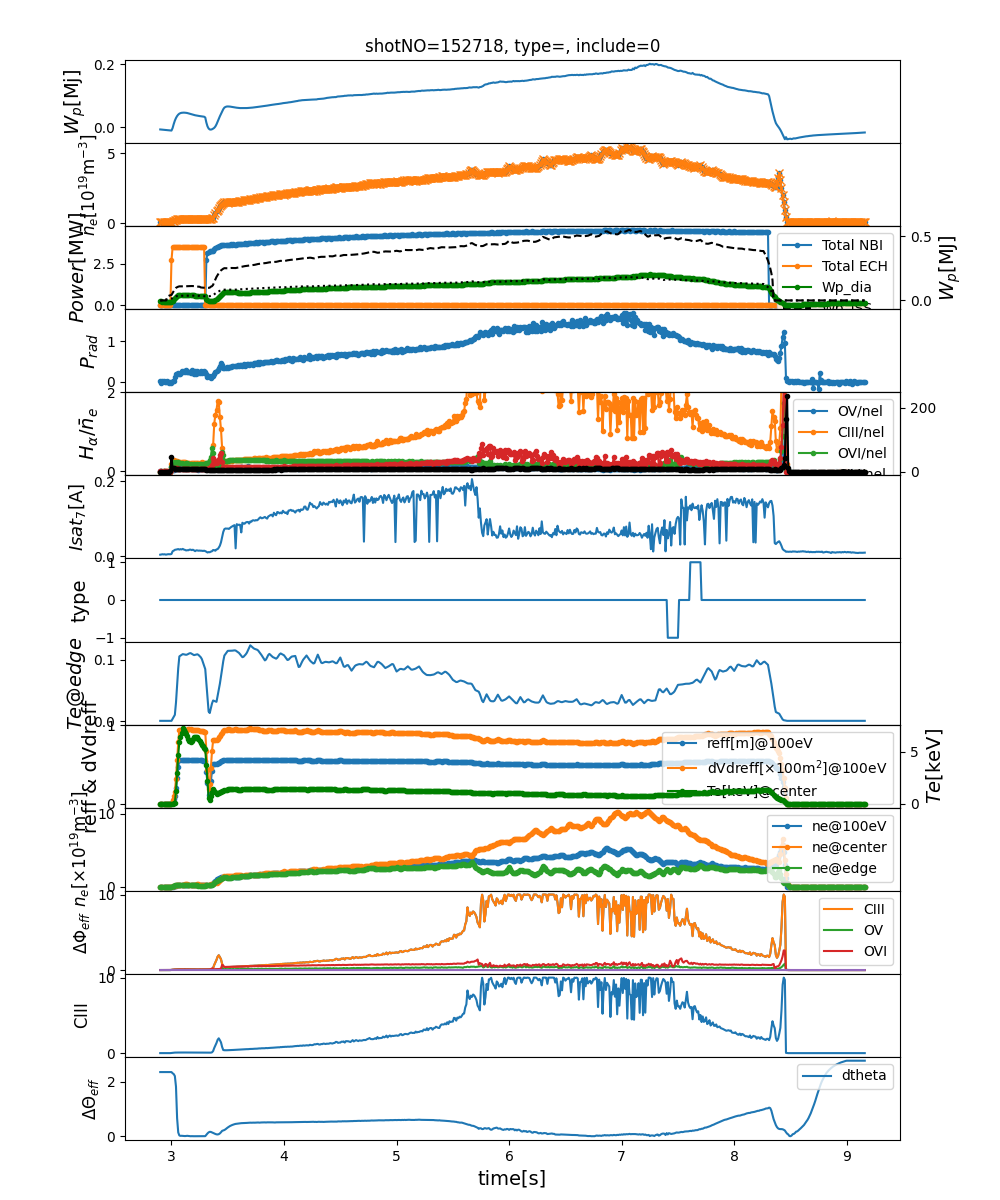 shotNO=152718, type=, include=0
W_p[Mj]
0.2
0.0
n_e[10^19 m^-3]
5
0
Power[MW]
2.5
0.0
Total NBI
Total ECH
Wp_dia
0.5
0.0
W_p[MJ]
P_rad
1
0
H_α/n̄_e
2
0
OV/nel
CIII/nel
OVI/nel
200
0
Isat_7[A]
0.2
0.0
type
1
0
−1
Te@edge
0.1
0.0
reff & dVdreff
1
0
reff[m]@100eV
dVdreff[×100m^2]@100eV
Te[keV]@center
5
0
Te[keV]
n_e[×10^19 m^-3]
10
0
ne@100eV
ne@center
ne@edge
ΔΦ_eff
10
0
CIII
OV
OVI
CIII
10
0
ΔΘ_eff
2
0
dtheta
3 4 5 6 7 8 9
time[s]